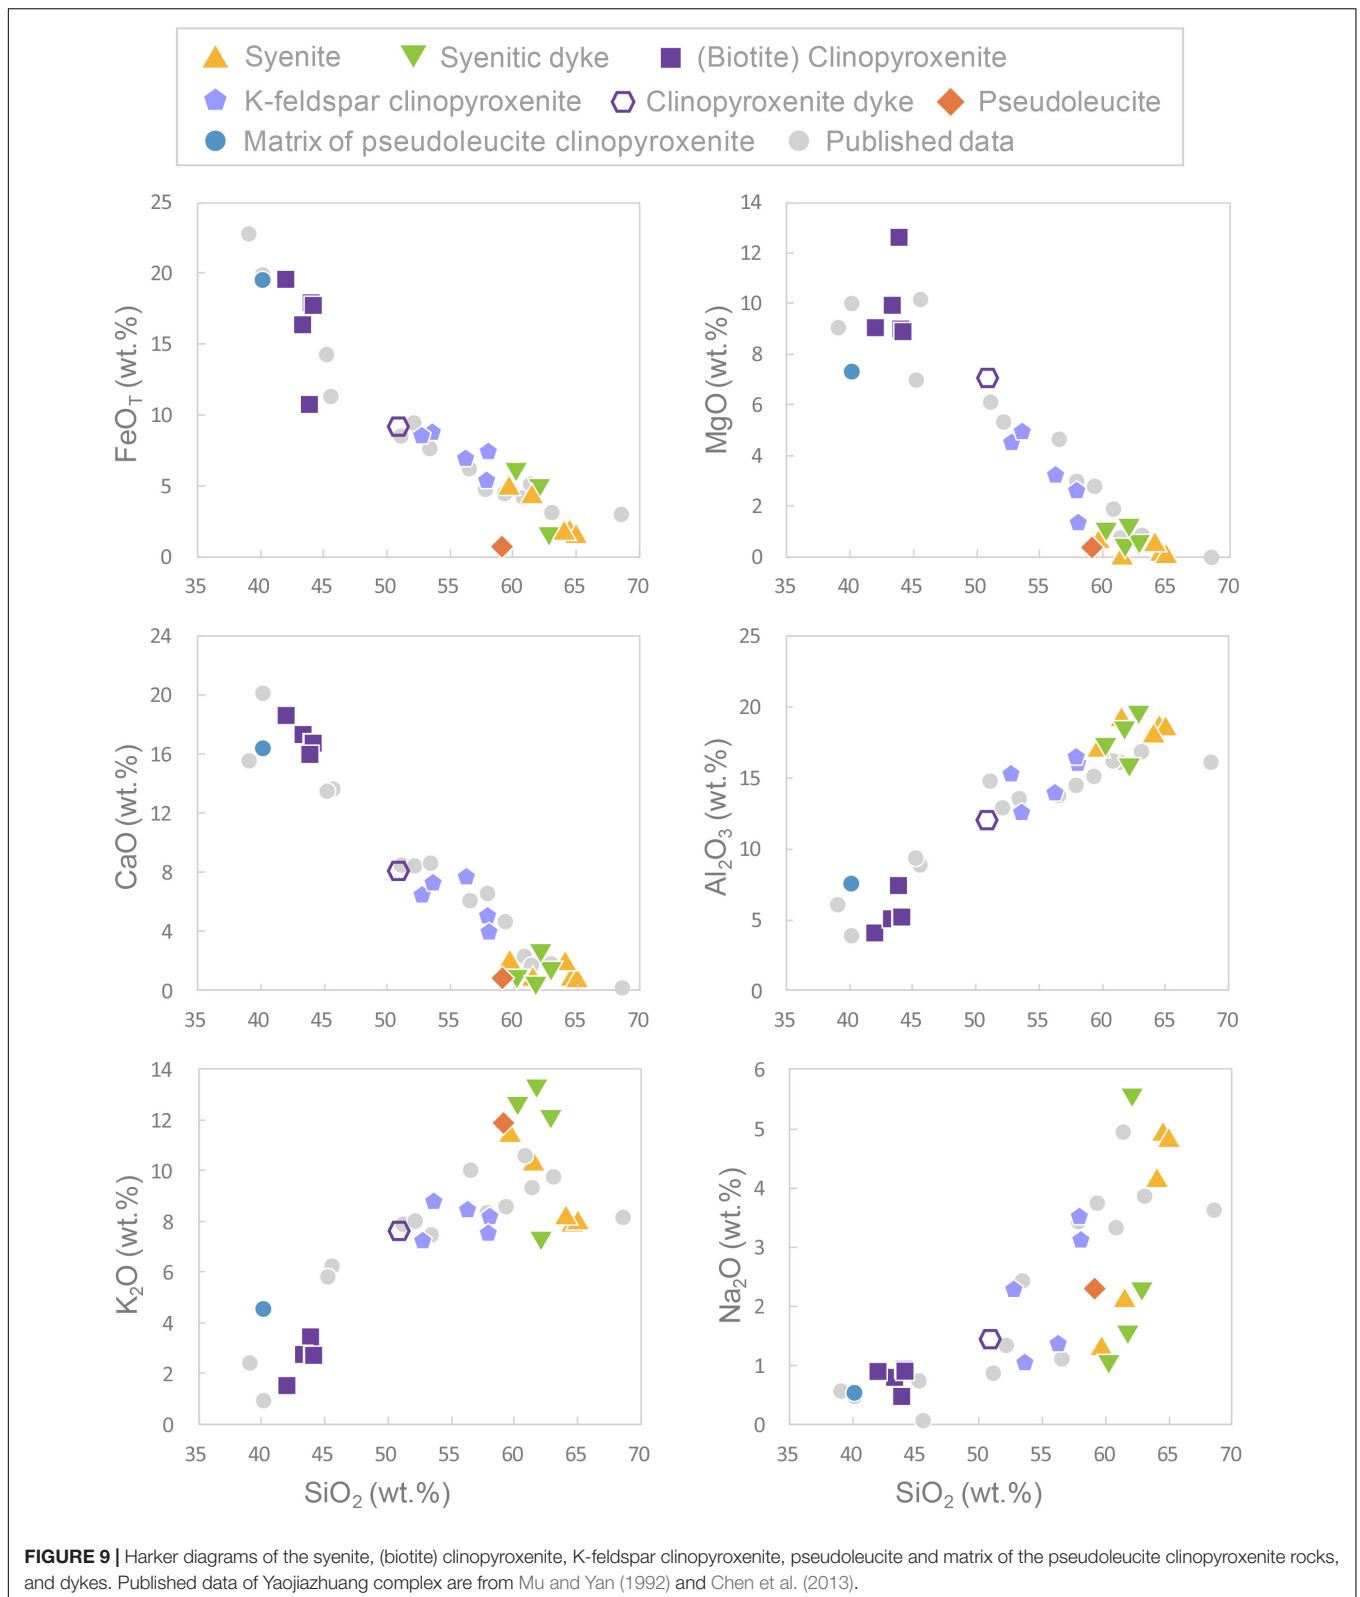 Syenite Syenitic dyke (Biotite) Clinopyroxenite
K-feldspar clinopyroxenite Clinopyroxenite dyke Pseudoleucite
Matrix of pseudoleucite clinopyroxenite Published data
25
20
15
10
5
0
35 40 45 50 55 60 65 70
FeO_T (wt.%)
14
12
10
8
6
4
2
0
35 40 45 50 55 60 65 70
MgO (wt.%)
24
20
16
12
8
4
0
35 40 45 50 55 60 65 70
CaO (wt.%)
25
20
15
10
5
0
35 40 45 50 55 60 65 70
Al₂O₃ (wt.%)
14
12
10
8
6
4
2
0
35 40 45 50 55 60 65 70
K₂O (wt.%)
SiO₂ (wt.%)
6
5
4
3
2
1
0
35 40 45 50 55 60 65 70
Na₂O (wt.%)
SiO₂ (wt.%)
FIGURE 9 | Harker diagrams of the syenite, (biotite) clinopyroxenite, K-feldspar clinopyroxenite, pseudoleucite and matrix of the pseudoleucite clinopyroxenite rocks,
and dykes. Published data of Yaojiazhuang complex are from Mu and Yan (1992) and Chen et al. (2013).